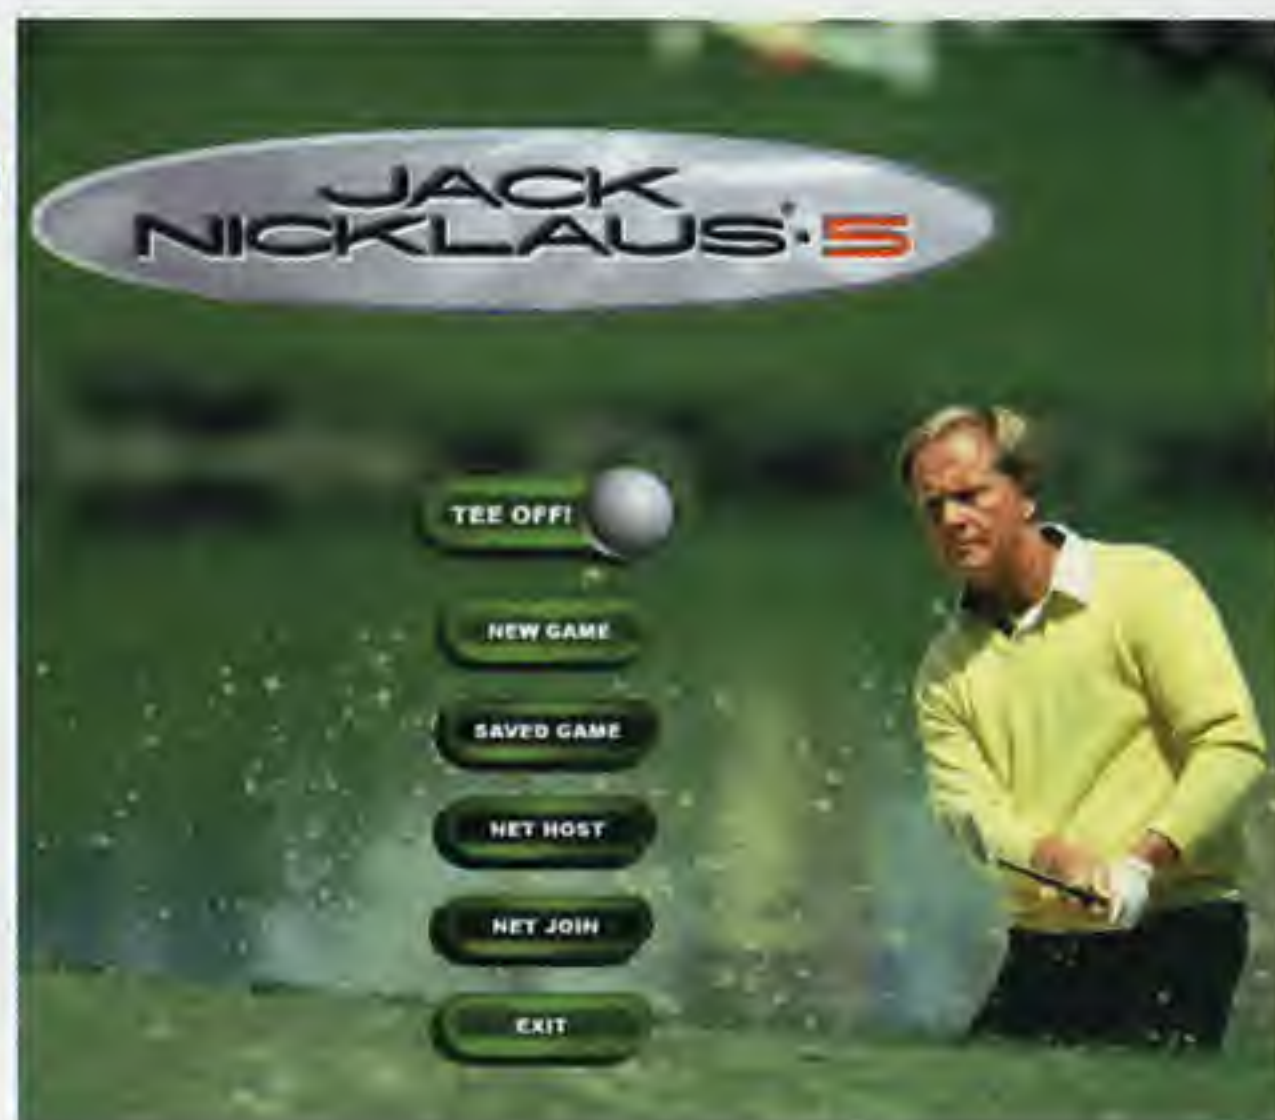 JACK
NICKLAUS·5
TEE OFF!
NEW GAME
SAVED GAME
NET HOST
NET JOIN
EXIT